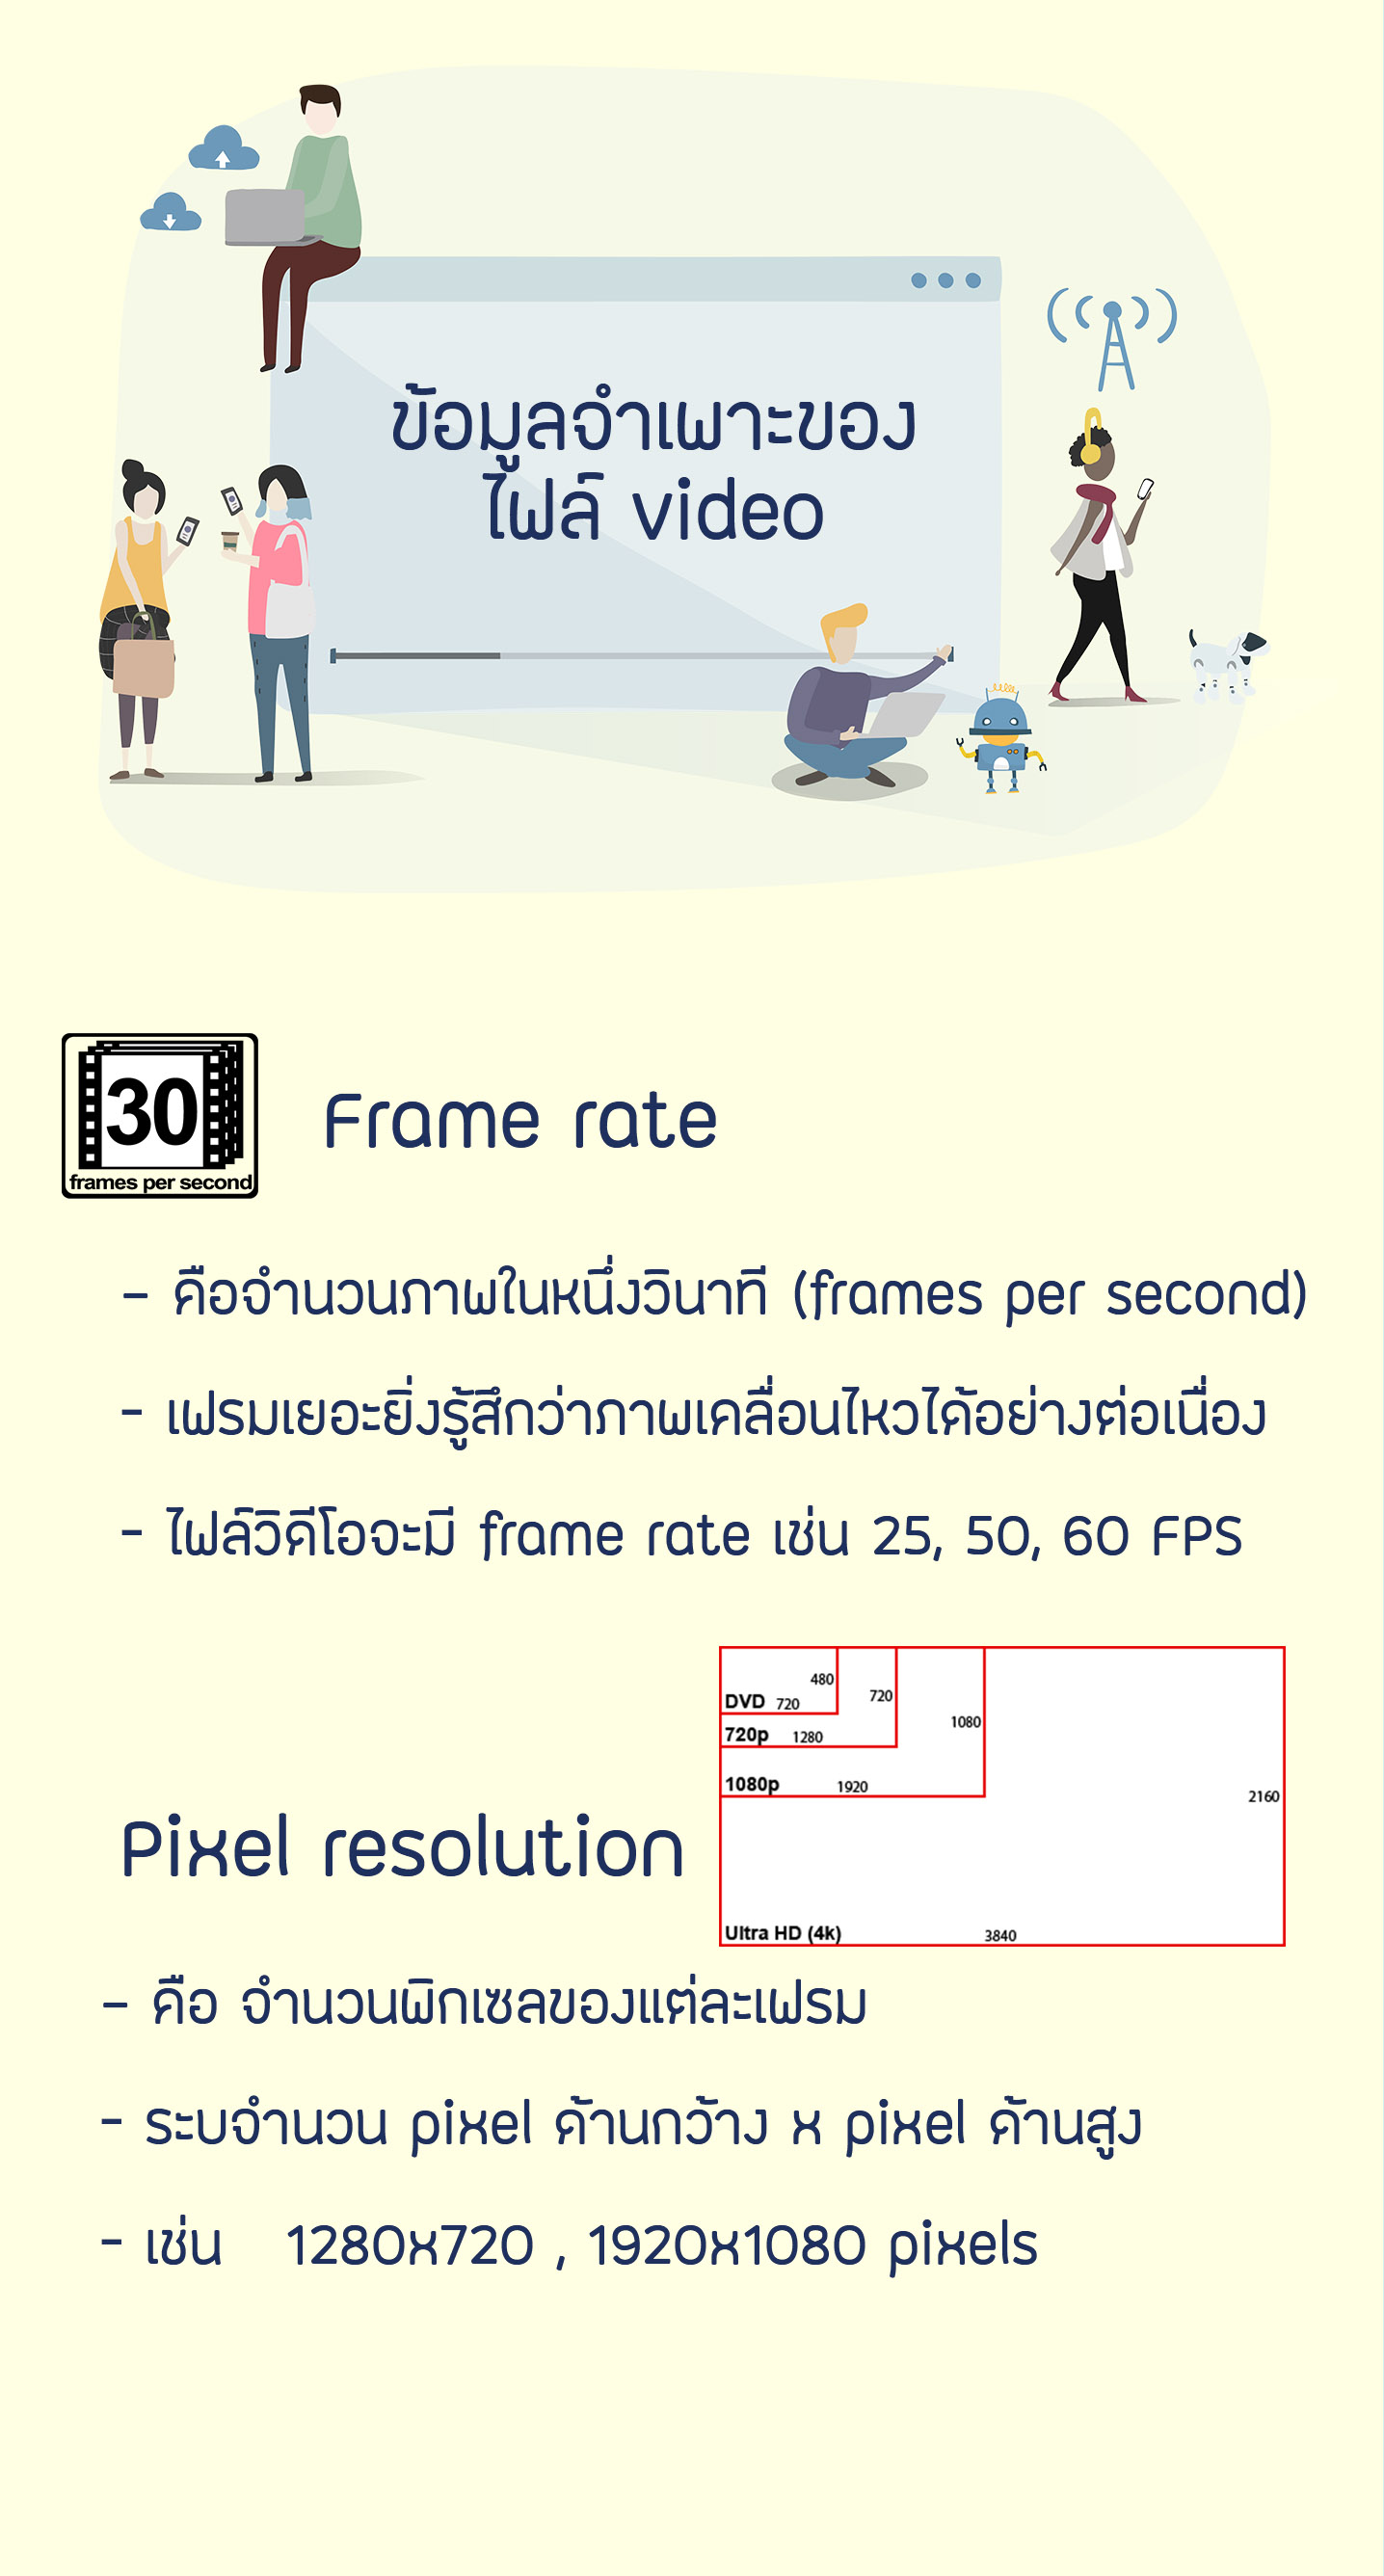 ข้อมูลจำเพาะของ
ไฟล์ video
30
frames per second
Frame rate
– คือจำนวนภาพในหนึ่งวินาที (frames per second)
- เฟรมเยอะยิ่งรู้สึกว่าภาพเคลื่อนไหวได้อย่างต่อเนื่อง
- ไฟล์วิดีโอจะมี frame rate เช่น 25, 50, 60 FPS
480
DVD 720
720
720p 1280
1080
1080p 1920
2160
Ultra HD (4k) 3840
Pixel resolution
– คือ จำนวนพิกเซลของแต่ละเฟรม
- ระบจำนวน pixel ด้านกว้าง x pixel ด้านสูง
- เช่น 1280x720 , 1920x1080 pixels